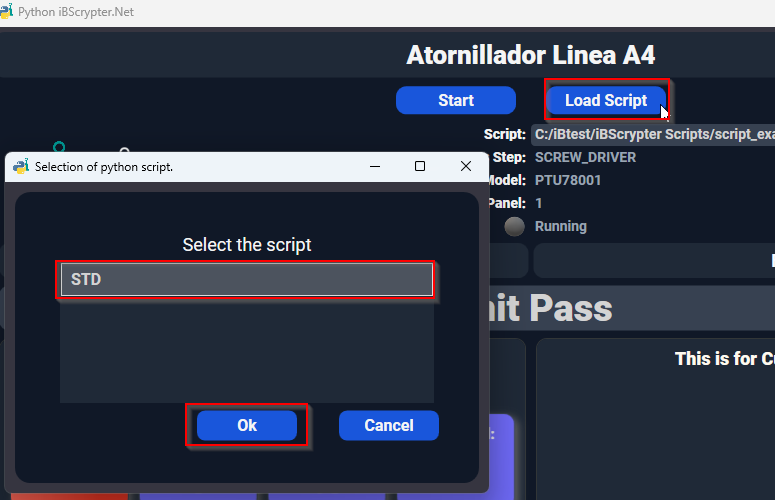 Python iBScrypter.Net
Atornillador Linea A4
Start
Load Script
Script: C:/iBtest/iBScrypter Scripts/script_exa
Step: SCREW_DRIVER
Model: PTU78001
Panel: 1
Running
Selection of python script.
Select the script
STD
Ok
Cancel
nit Pass
This is for Cu